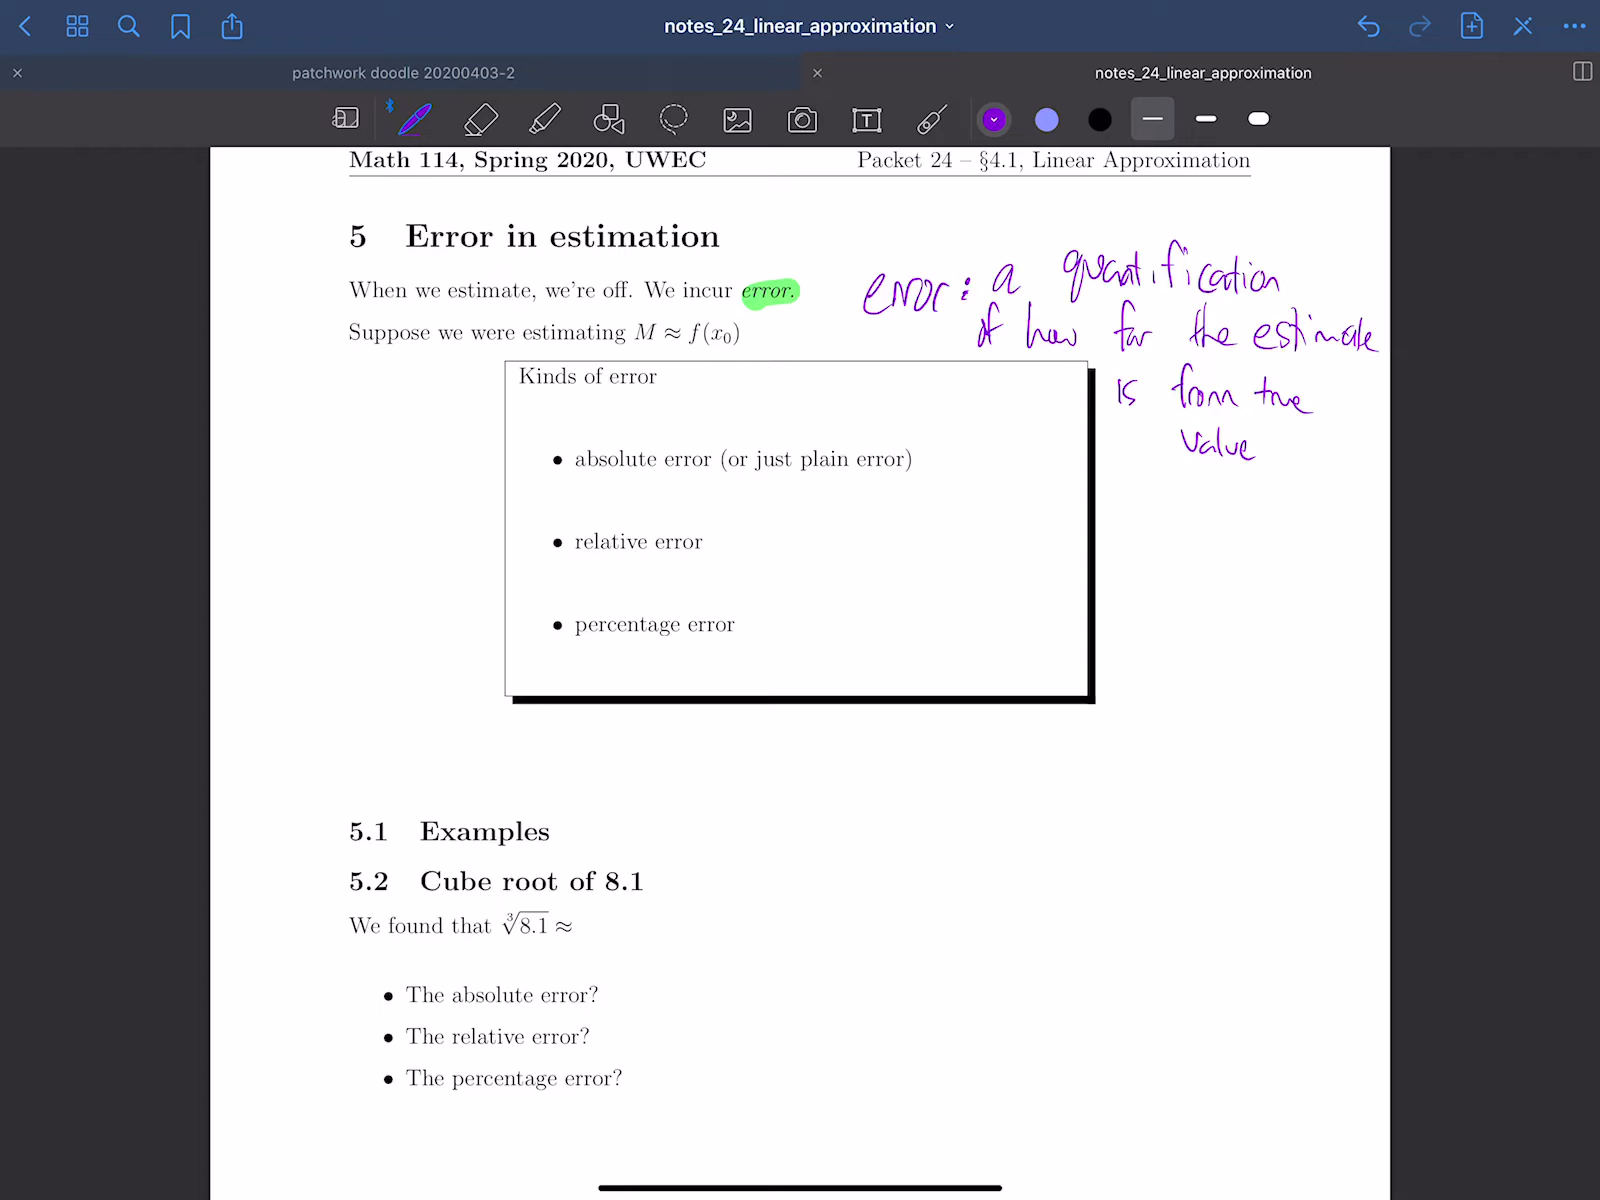 notes_24_linear_approximation
patchwork doodle 20200403-2
notes_24_linear_approximation
Math 114, Spring 2020, UWEC
Packet 24 – §4.1, Linear Approximation
5 Error in estimation
When we estimate, we're off. We incur error.
Suppose we were estimating M ≈ f(x₀)
error: a quantification
of how far the estimate
is from true
value
Kinds of error
• absolute error (or just plain error)
• relative error
• percentage error
5.1 Examples
5.2 Cube root of 8.1
We found that ∛8.1 ≈
• The absolute error?
• The relative error?
• The percentage error?